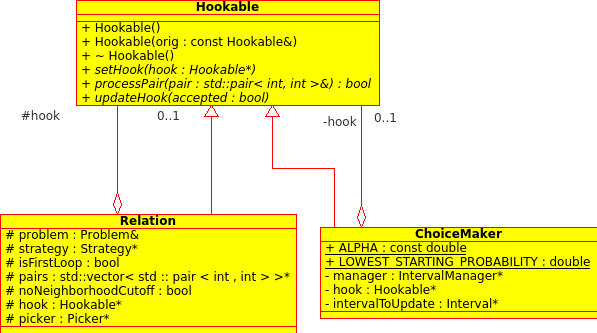 Hookable
+ Hookable()
+ Hookable(orig : const Hookable&)
+ ~ Hookable()
+ setHook(hook : Hookable*)
+ processPair(pair : std::pair< int, int >&) : bool
+ updateHook(accepted : bool)
#hook
0..1
-hook
0..1
Relation
# problem : Problem&
# strategy : Strategy*
# isFirstLoop : bool
# pairs : std::vector< std :: pair < int , int > >*
# noNeighborhoodCutoff : bool
# hook : Hookable*
# picker : Picker*
ChoiceMaker
+ ALPHA : const double
+ LOWEST_STARTING_PROBABILITY : double
- manager : IntervalManager*
- hook : Hookable*
- intervalToUpdate : Interval*